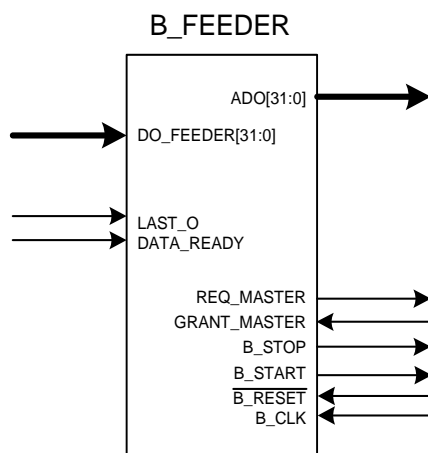 B_FEEDER
ADO[31:0]
DO_FEEDER[31:0]
LAST_O
DATA_READY
REQ_MASTER
GRANT_MASTER
B_STOP
B_START
B_RESET
B_CLK